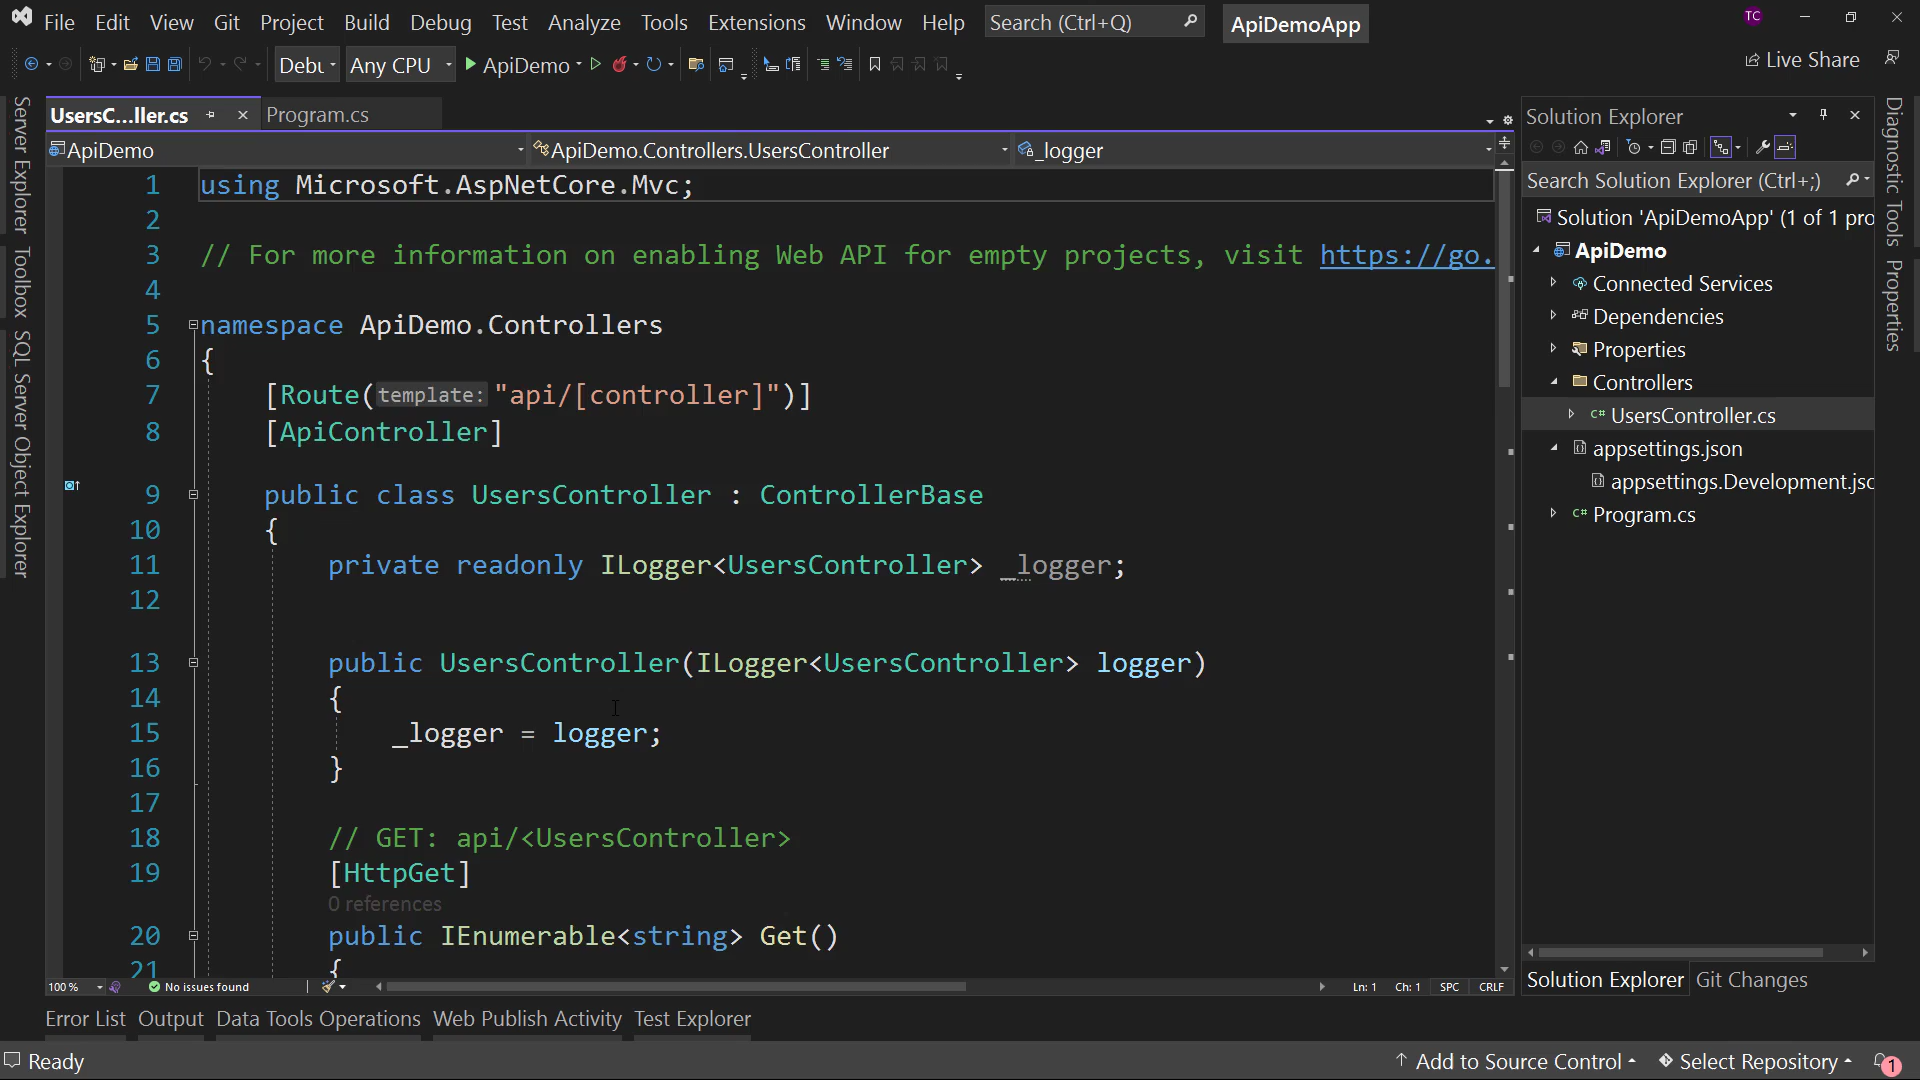 File Edit View Git Project Build Debug Test Analyze Tools Extensions Window Help Search (Ctrl+Q) ApiDemoApp TC
Debu Any CPU ApiDemo Live Share
UsersC...ller.cs Program.cs
ApiDemo ApiDemo.Controllers.UsersController _logger
1 using Microsoft.AspNetCore.Mvc;
2
3 // For more information on enabling Web API for empty projects, visit https://go.
4
5 namespace ApiDemo.Controllers
6 {
7 [Route(template: "api/[controller]")]
8 [ApiController]
9 public class UsersController : ControllerBase
10 {
11 private readonly ILogger<UsersController> _logger;
12
13 public UsersController(ILogger<UsersController> logger)
14 {
15 _logger = logger;
16 }
17
18 // GET: api/<UsersController>
19 [HttpGet]
0 references
20 public IEnumerable<string> Get()
21 {
100 % No issues found Ln: 1 Ch: 1 SPC CRLF
Server Explorer
Toolbox
SQL Server Object Explorer
Solution Explorer
Search Solution Explorer (Ctrl+;)
Solution 'ApiDemoApp' (1 of 1 pro
ApiDemo
Connected Services
Dependencies
Properties
Controllers
C# UsersController.cs
appsettings.json
appsettings.Development.jsc
C# Program.cs
Solution Explorer Git Changes
Diagnostic Tools
Properties
Error List Output Data Tools Operations Web Publish Activity Test Explorer
Ready Add to Source Control Select Repository 1